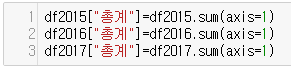 1 df2015["총계"]=df2015.sum(axis=1)
2 df2016["총계"]=df2016.sum(axis=1)
3 df2017["총계"]=df2017.sum(axis=1)